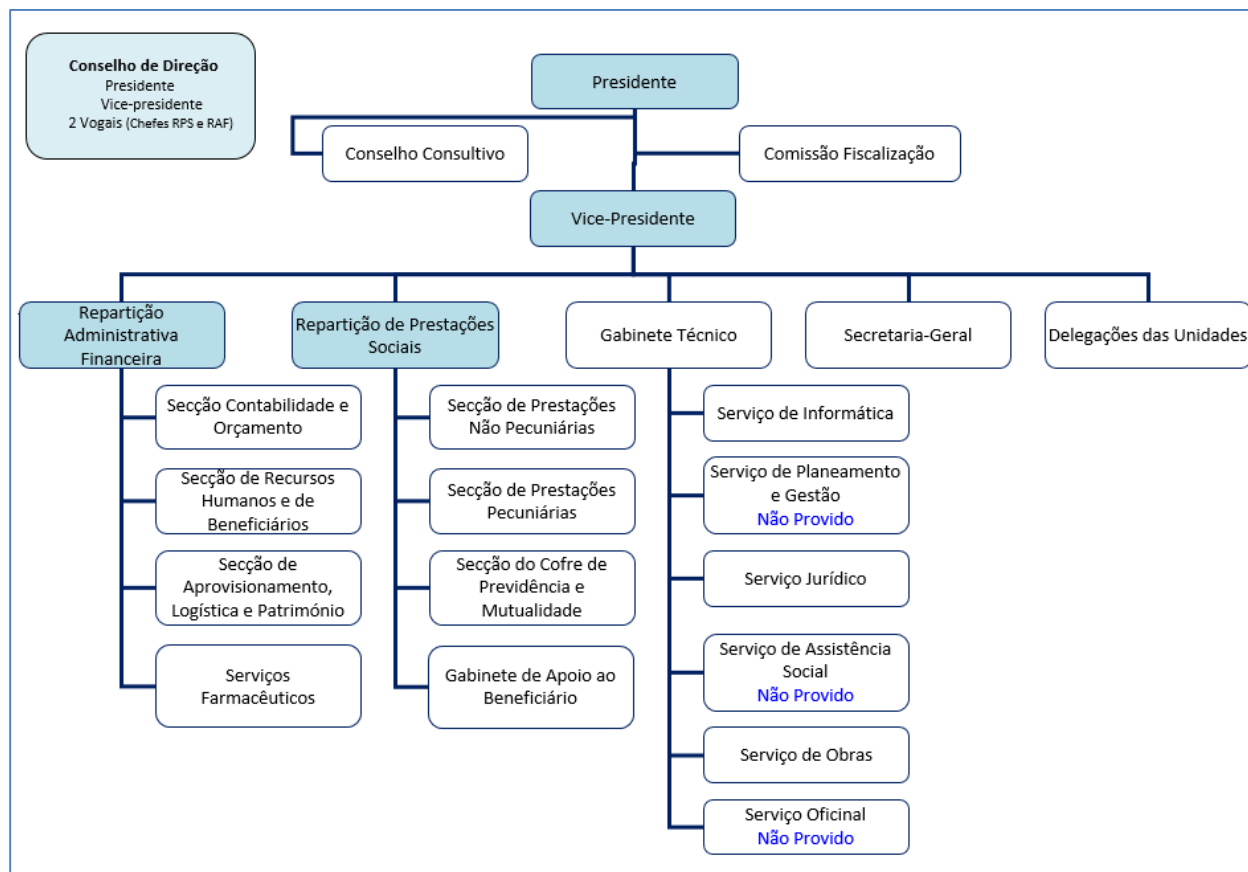 Conselho de Direção
Presidente
Vice-presidente
2 Vogais (Chefes RPS e RAF)
Presidente
Conselho Consultivo
Comissão Fiscalização
Vice-Presidente
Repartição
Administrativa
Financeira
Repartição de Prestações
Sociais
Gabinete Técnico
Secretaria-Geral
Delegações das Unidades
Secção Contabilidade e
Orçamento
Secção de Recursos
Humanos e de
Beneficiários
Secção de
Aprovisionamento,
Logística e Património
Serviços
Farmacêuticos
Secção de Prestações
Não Pecuniárias
Secção de Prestações
Pecuniárias
Secção do Cofre de
Previdência e
Mutualidade
Gabinete de Apoio ao
Beneficiário
Serviço de Informática
Serviço de Planeamento
e Gestão
Não Provido
Serviço Jurídico
Serviço de Assistência
Social
Não Provido
Serviço de Obras
Serviço Oficinal
Não Provido